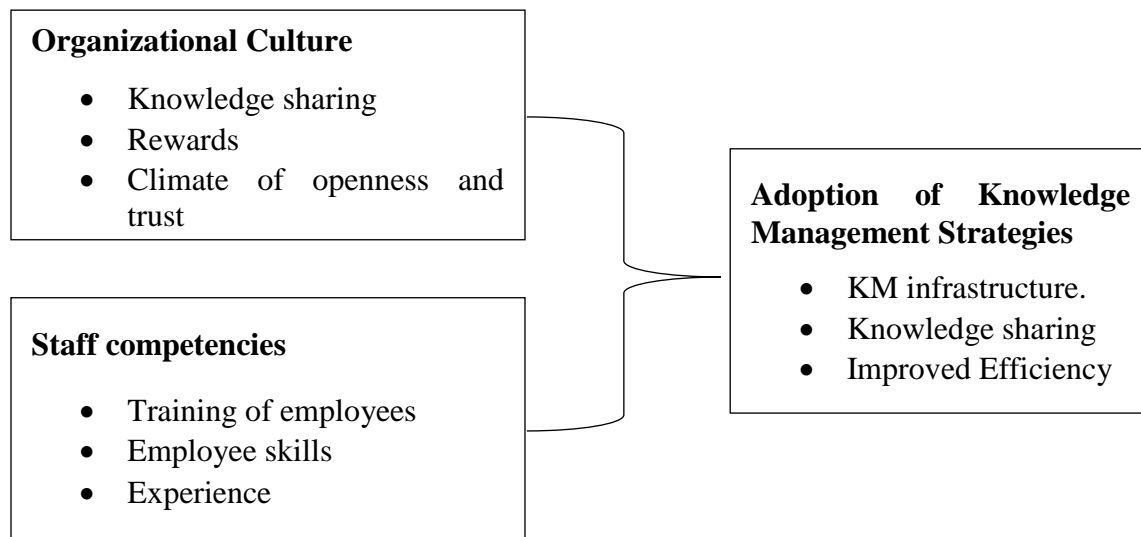 Organizational Culture
• Knowledge sharing
• Rewards
• Climate of openness and
trust
Staff competencies
• Training of employees
• Employee skills
• Experience
Adoption of Knowledge
Management Strategies
• KM infrastructure.
• Knowledge sharing
• Improved Efficiency